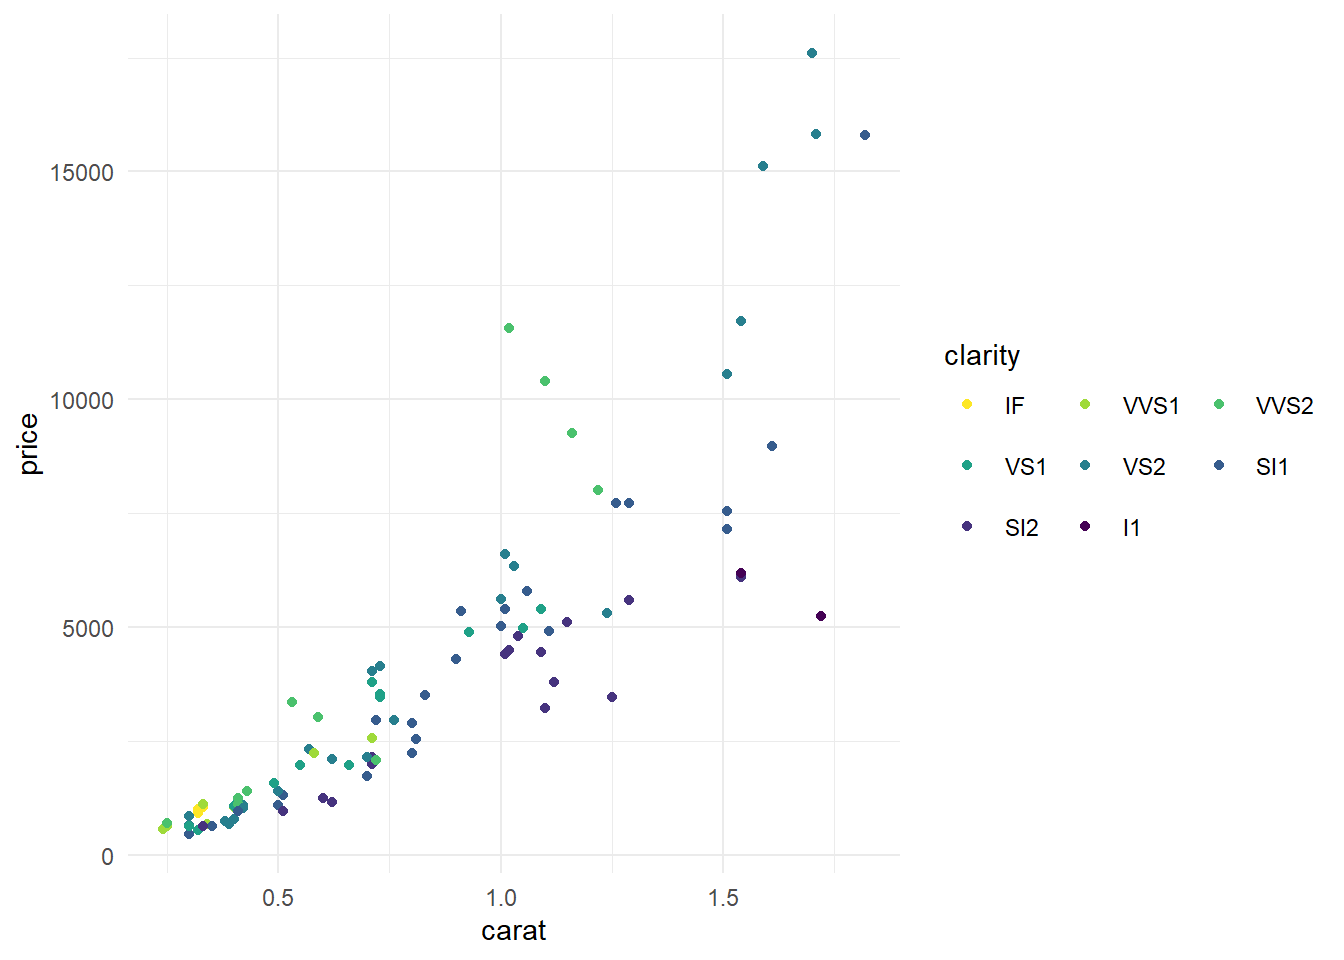 15000
10000
5000
0
price
0.5 1.0 1.5
carat
clarity
IF VVS1 VVS2
VS1 VS2 SI1
SI2 I1